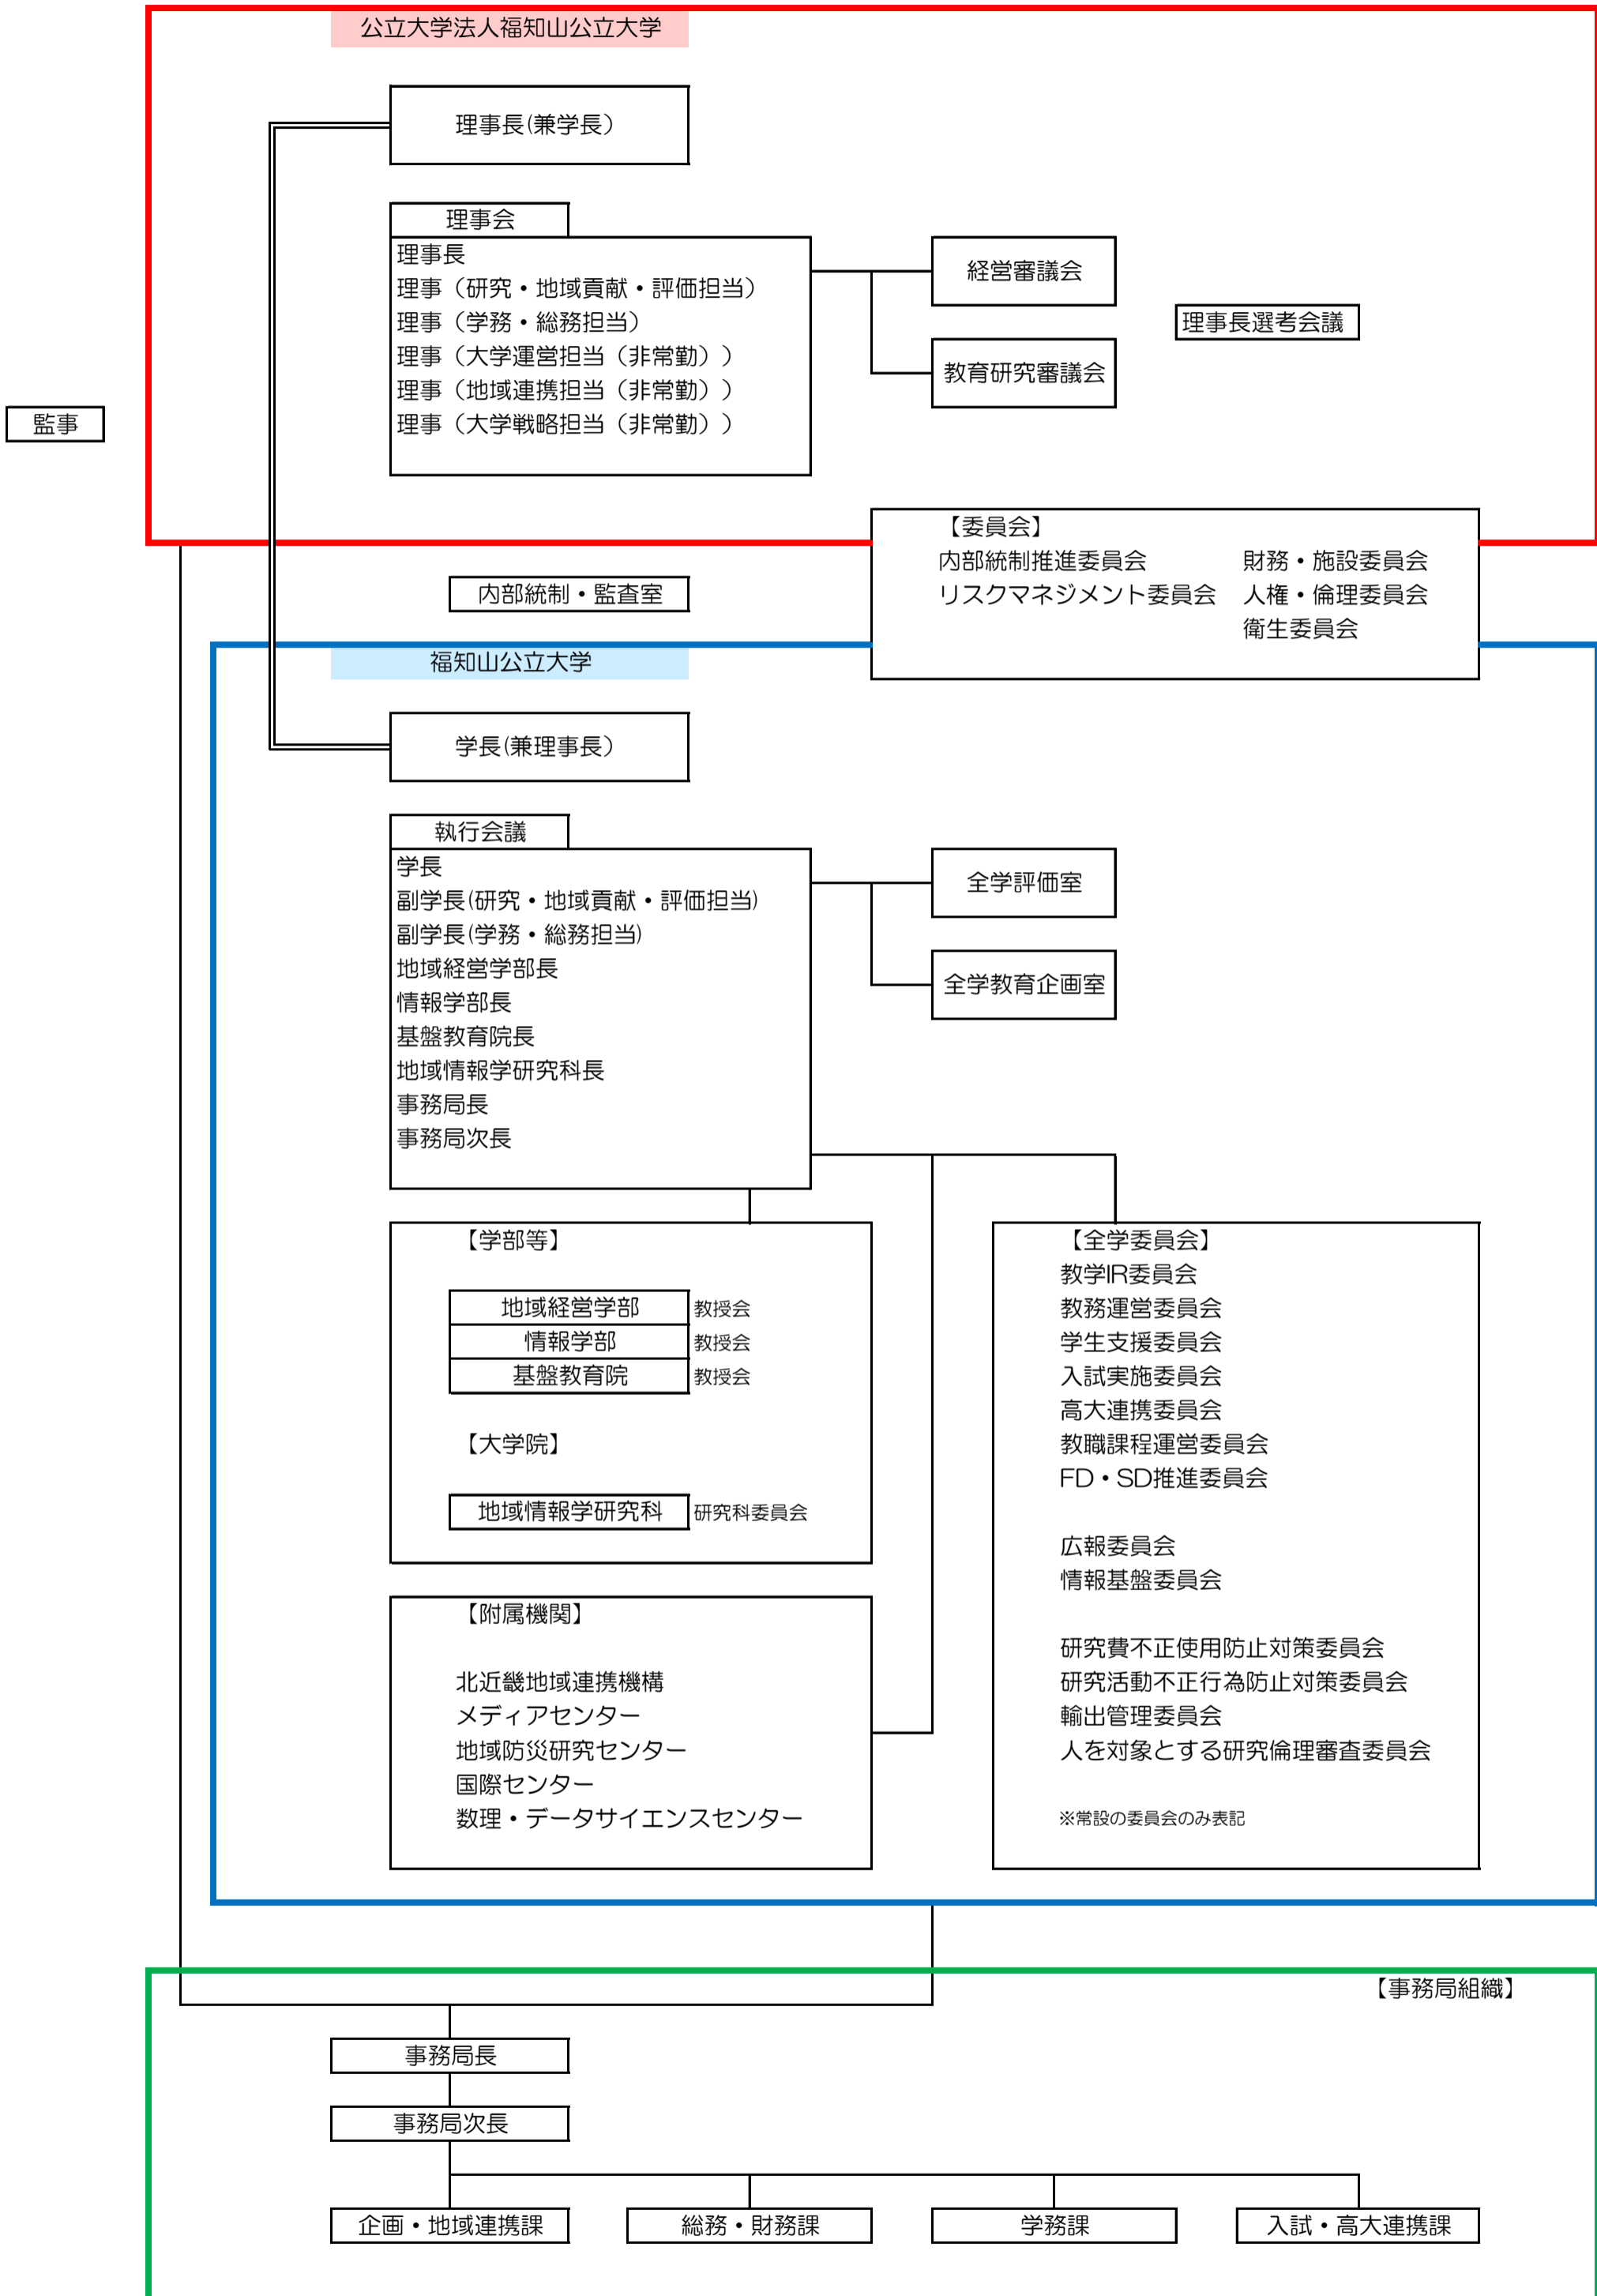 公立大学法人福知山公立大学
理事長(兼学長)
理事会
理事長
理事（研究・地域貢献・評価担当）
理事（学務・総務担当）
理事（大学運営担当（非常勤））
理事（地域連携担当（非常勤））
理事（大学戦略担当（非常勤））
経営審議会
教育研究審議会
理事長選考会議
監事
【委員会】
内部統制推進委員会
リスクマネジメント委員会
財務・施設委員会
人権・倫理委員会
衛生委員会
内部統制・監査室
福知山公立大学
学長(兼理事長)
執行会議
学長
副学長(研究・地域貢献・評価担当)
副学長(学務・総務担当)
地域経営学部長
情報学部長
基盤教育院長
地域情報学研究科長
事務局長
事務局次長
全学評価室
全学教育企画室
【学部等】
地域経営学部 教授会
情報学部 教授会
基盤教育院 教授会
【大学院】
地域情報学研究科 研究科委員会
【附属機関】
北近畿地域連携機構
メディアセンター
地域防災研究センター
国際センター
数理・データサイエンスセンター
【全学委員会】
教学IR委員会
教務運営委員会
学生支援委員会
入試実施委員会
高大連携委員会
教職課程運営委員会
FD・SD推進委員会
広報委員会
情報基盤委員会
研究費不正使用防止対策委員会
研究活動不正行為防止対策委員会
輸出管理委員会
人を対象とする研究倫理審査委員会
※常設の委員会のみ表記
【事務局組織】
事務局長
事務局次長
企画・地域連携課
総務・財務課
学務課
入試・高大連携課